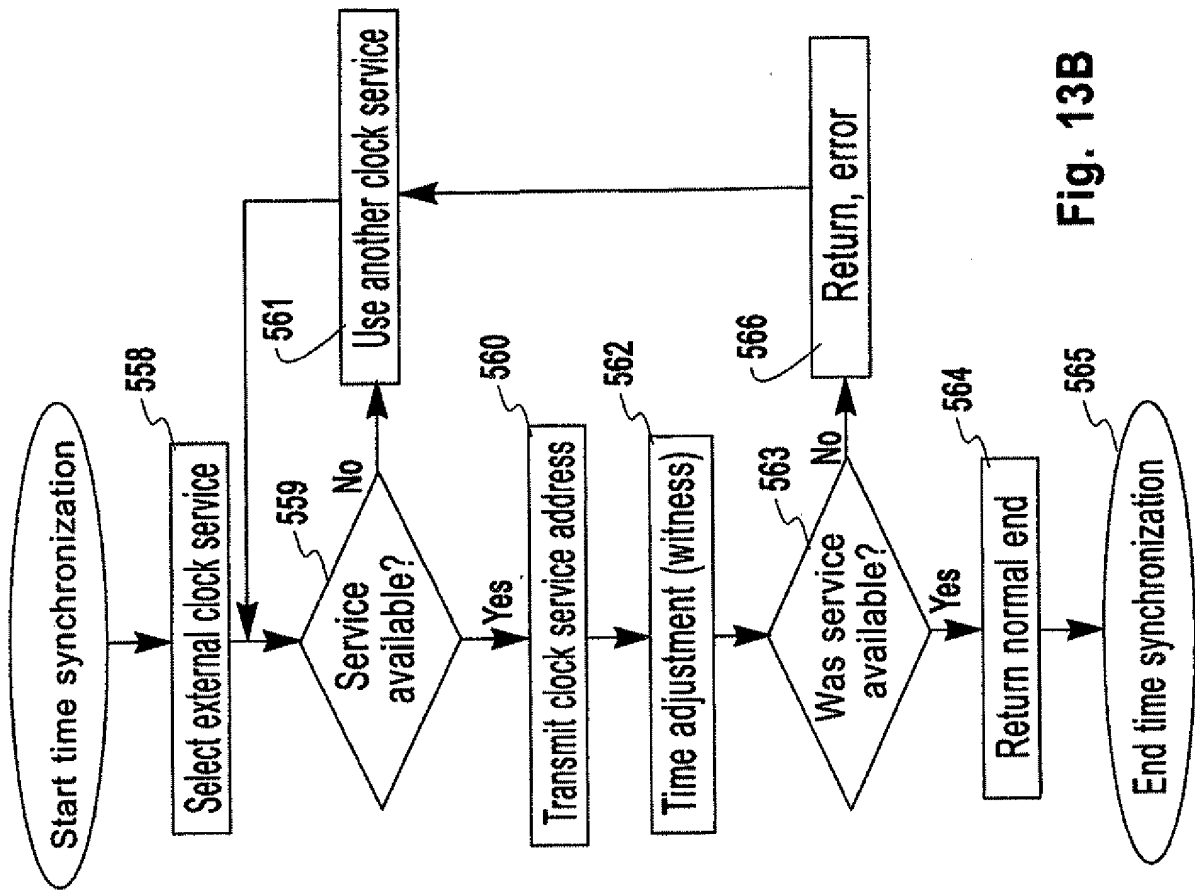 Start time synchronization
558
Select external clock service
559
Service
available?
No
561
Use another clock service
Yes
560
Transmit clock service address
562
Time adjustment (witness)
563
Was service
available?
No
566
Return, error
Yes
564
Return normal end
565
End time synchronization
Fig. 13B